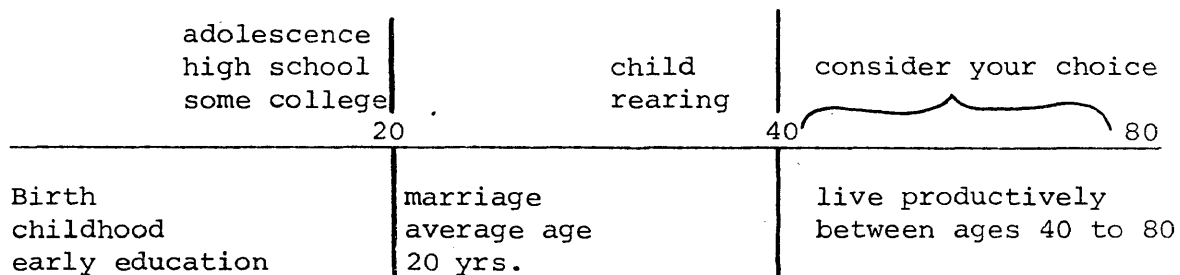 adolescence
high school
some college
child
rearing
consider your choice
20
40
80
Birth
childhood
early education
marriage
average age
20 yrs.
live productively
between ages 40 to 80